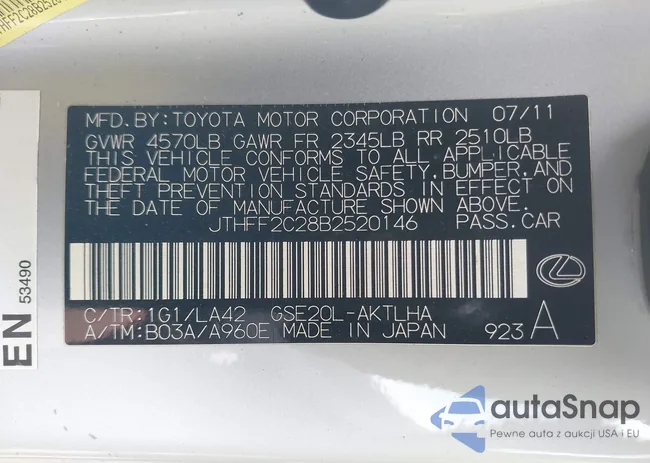 HFF2C28B2520
MFD.BY:TOYOTA MOTOR CORPORATION 07/11
GVWR 4570LB GAWR FR 2345LB RR 2510LB
THIS VEHICLE CONFORMS TO ALL APPLICABLE
FEDERAL MOTOR VEHICLE SAFETY, BUMPER, AND
THEFT PREVENTION STANDARDS IN EFFECT ON
THE DATE OF MANUFACTURE SHOWN ABOVE.
JTHFF2C28B2520146 PASS.CAR
C/TR:1G1/LA42 GSE20L-AKTLHA
A/TM:B03A/A960E MADE IN JAPAN 923 A
EN 53490
autoSnap
Pewne auta z aukcji USA i EU